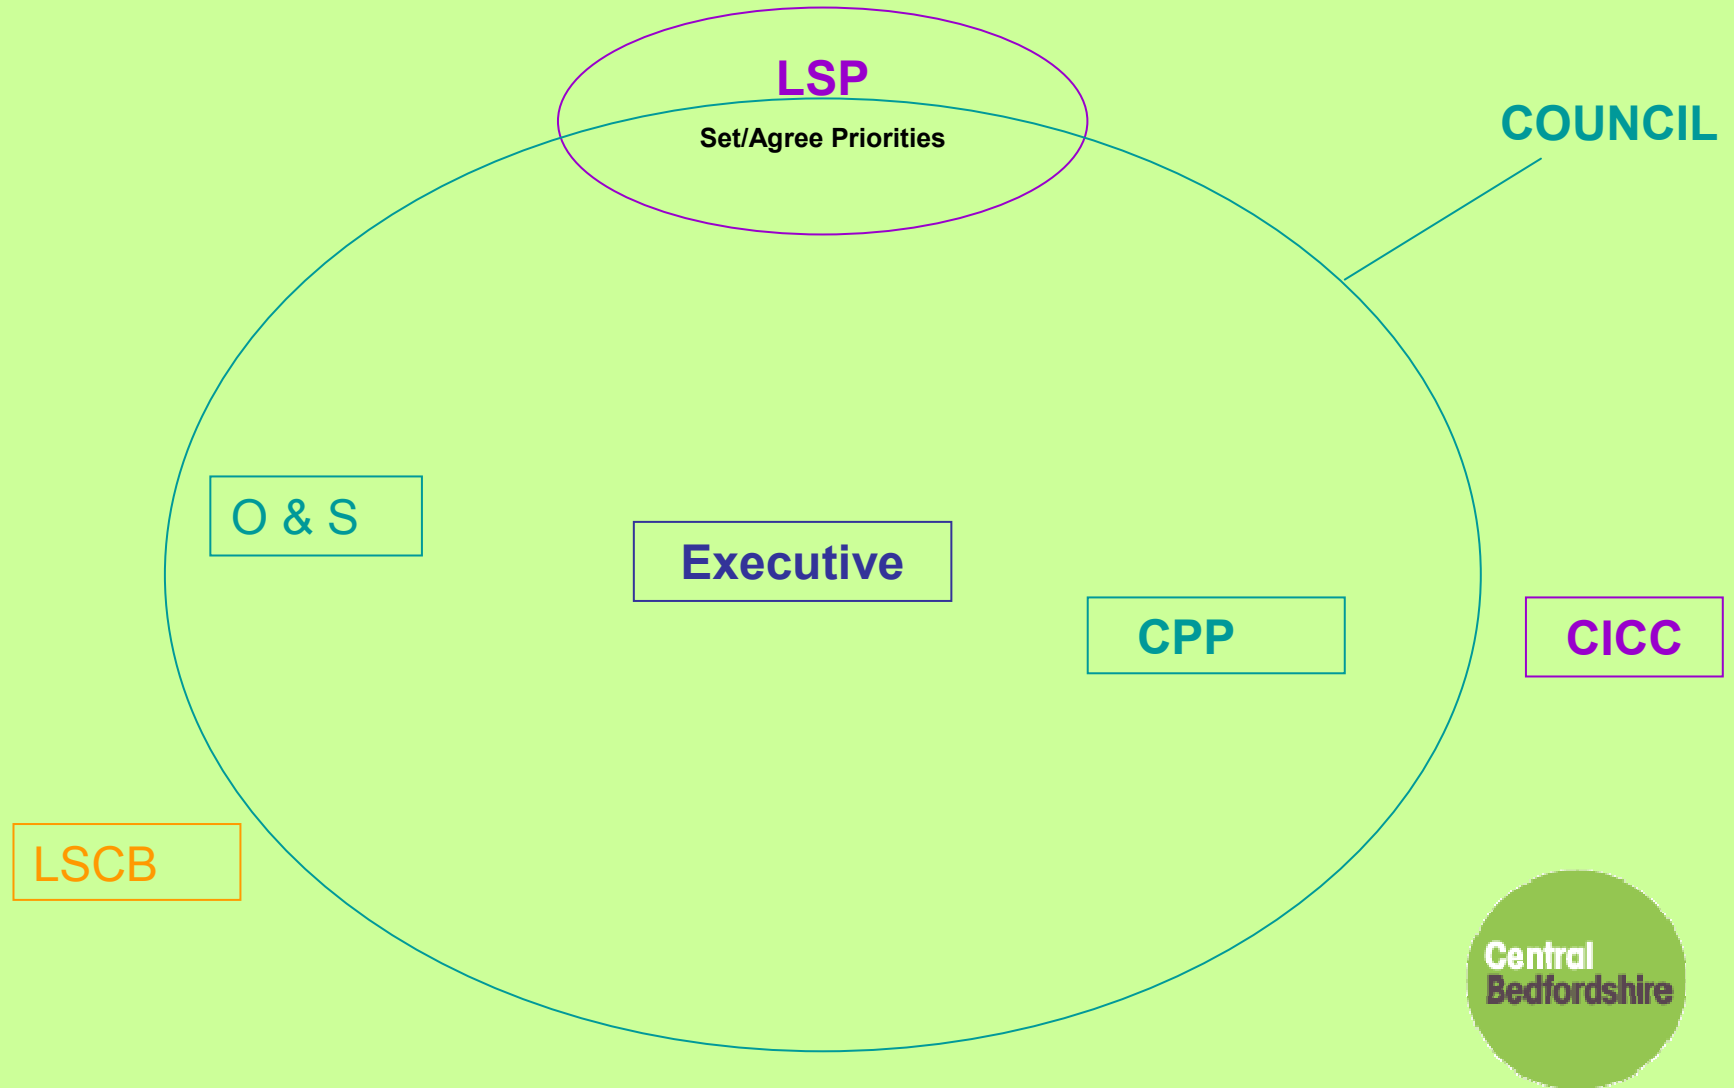 LSP
Set/Agree Priorities
COUNCIL
O & S
Executive
CPP
CICC
LSCB
Central
Bedfordshire